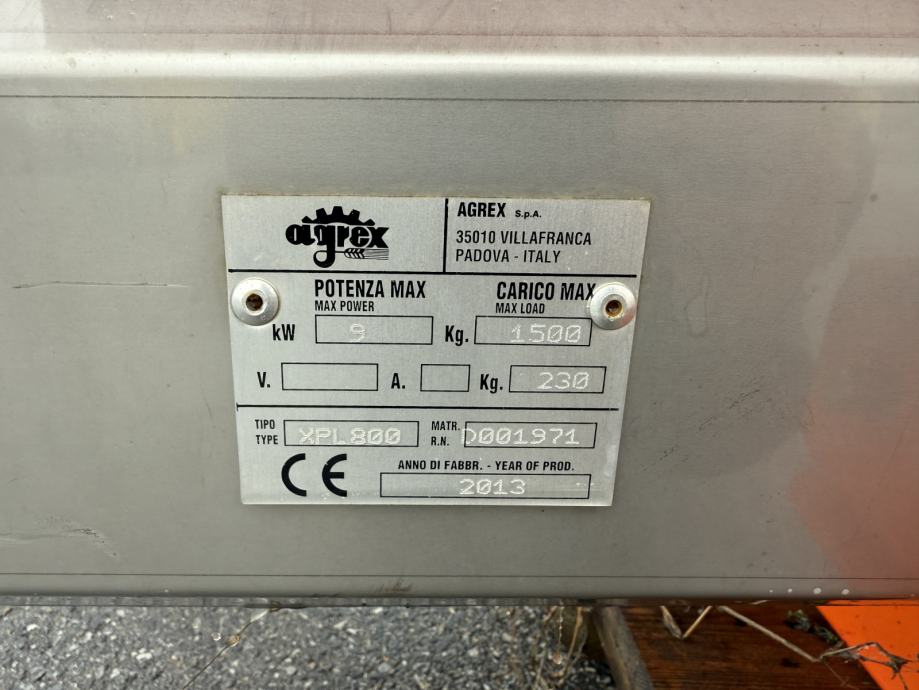 agrex
AGREX S.p.A.
35010 VILLAFRANCA
PADOVA - ITALY
POTENZA MAX
MAX POWER
CARICO MAX
MAX LOAD
kW 9 Kg. 1500
V. A. Kg. 230
TIPO
TYPE XPL800
MATR.
R.N. D001971
CE
ANNO DI FABBR. - YEAR OF PROD.
2013